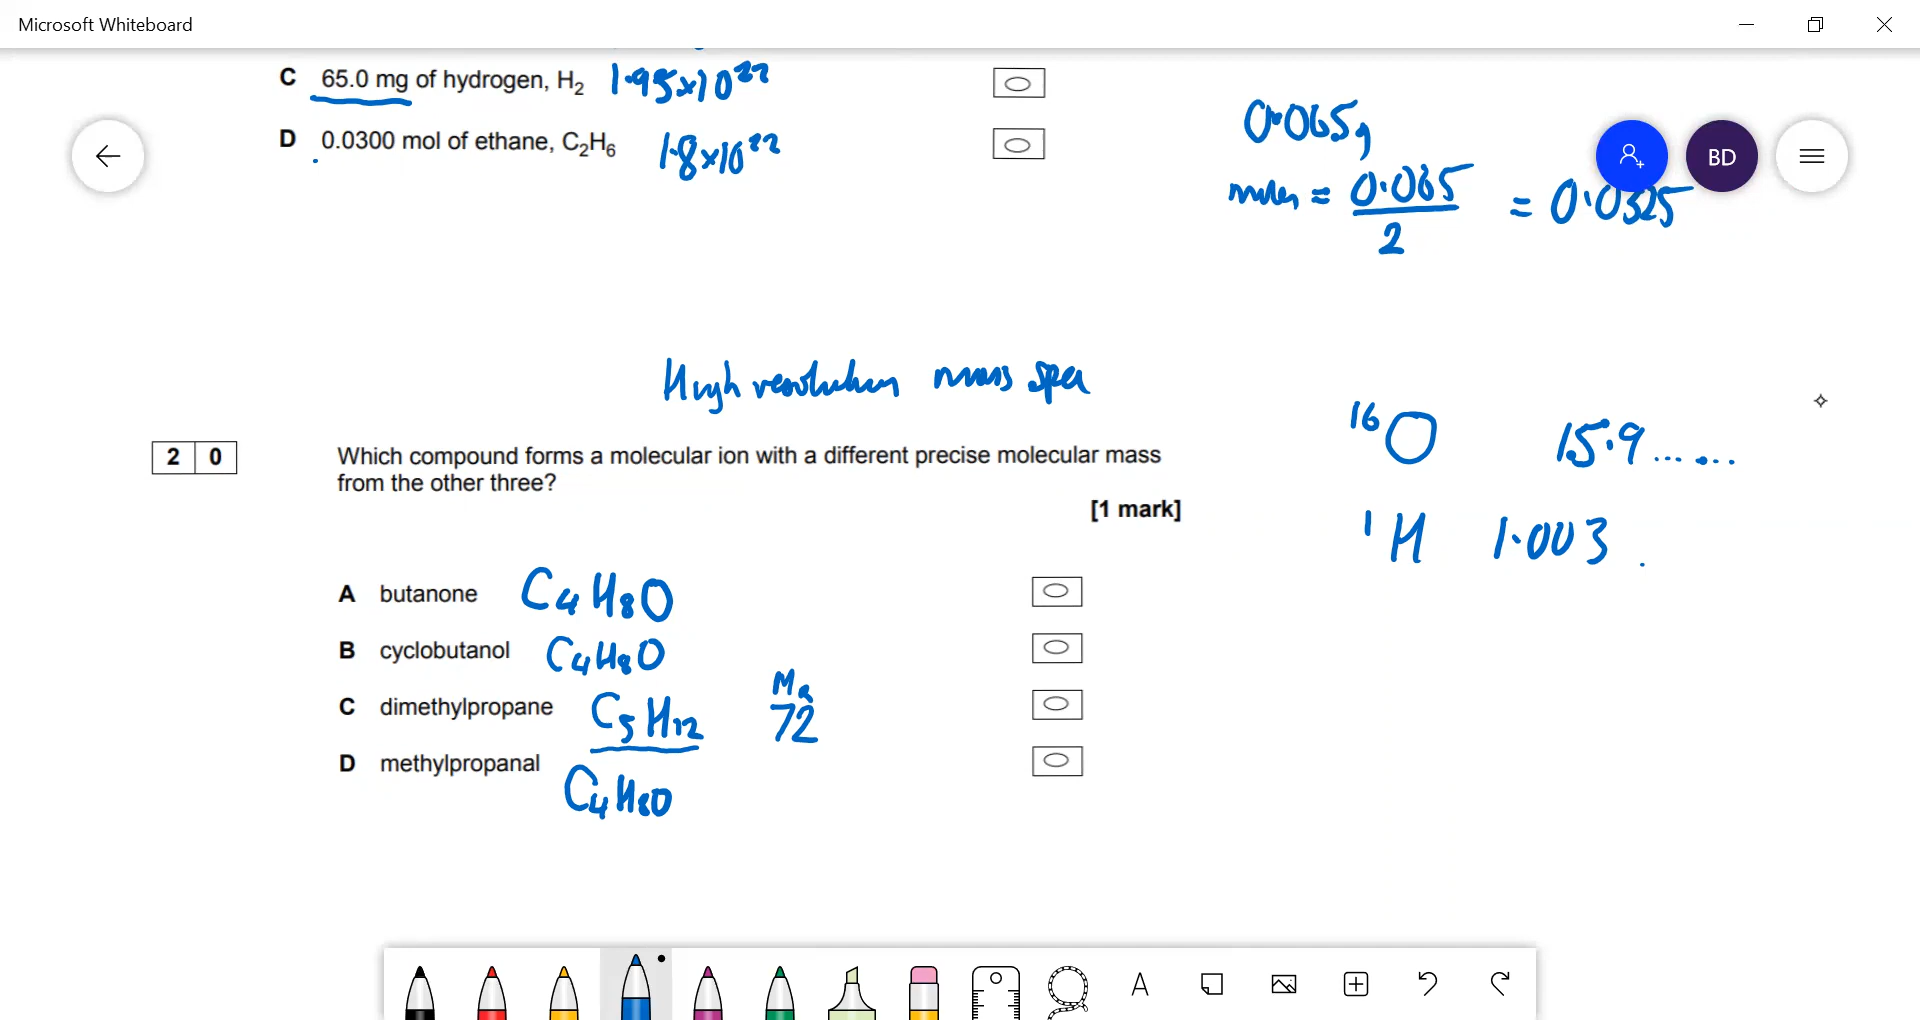 Microsoft Whiteboard
C 65.0 mg of hydrogen, H₂ 1.95×10²²
D 0.0300 mol of ethane, C₂H₆ 1.8×10²²
0.065g
moles = 0.065/2 = 0.0325
BD
High resolution mass spec
2 0 Which compound forms a molecular ion with a different precise molecular mass
from the other three?
[1 mark]
¹⁶O 15.9......
¹H 1.003
A butanone C₄H₈O
B cyclobutanol C₄H₈O
C dimethylpropane C₅H₁₂ Mr 72
D methylpropanal C₄H₈O
A